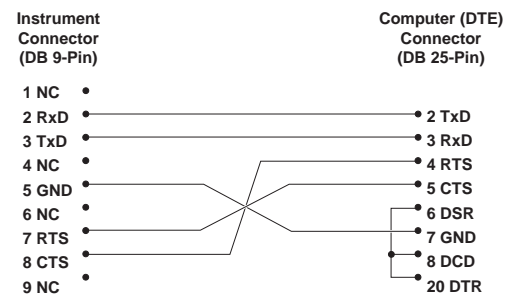 Instrument
Connector
(DB 9-Pin)
Computer (DTE)
Connector
(DB 25-Pin)
1 NC
2 RxD
2 TxD
3 TxD
3 RxD
4 NC
4 RTS
5 GND
5 CTS
6 NC
6 DSR
7 RTS
7 GND
8 CTS
8 DCD
9 NC
20 DTR